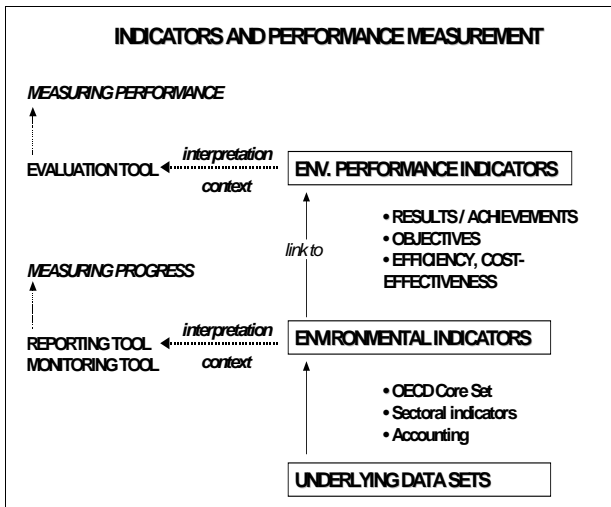 INDICATORS AND PERFORMANCE MEASUREMENT
MEASURING PERFORMANCE
interpretation
EVALUATION TOOL
context
ENV. PERFORMANCE INDICATORS
• RESULTS / ACHIEVEMENTS
• OBJECTIVES
• EFFICIENCY, COST-
EFFECTIVENESS
link to
MEASURING PROGRESS
interpretation
REPORTING TOOL
MONITORING TOOL
context
ENVIRONMENTAL INDICATORS
• OECD Core Set
• Sectoral indicators
• Accounting
UNDERLYING DATA SETS